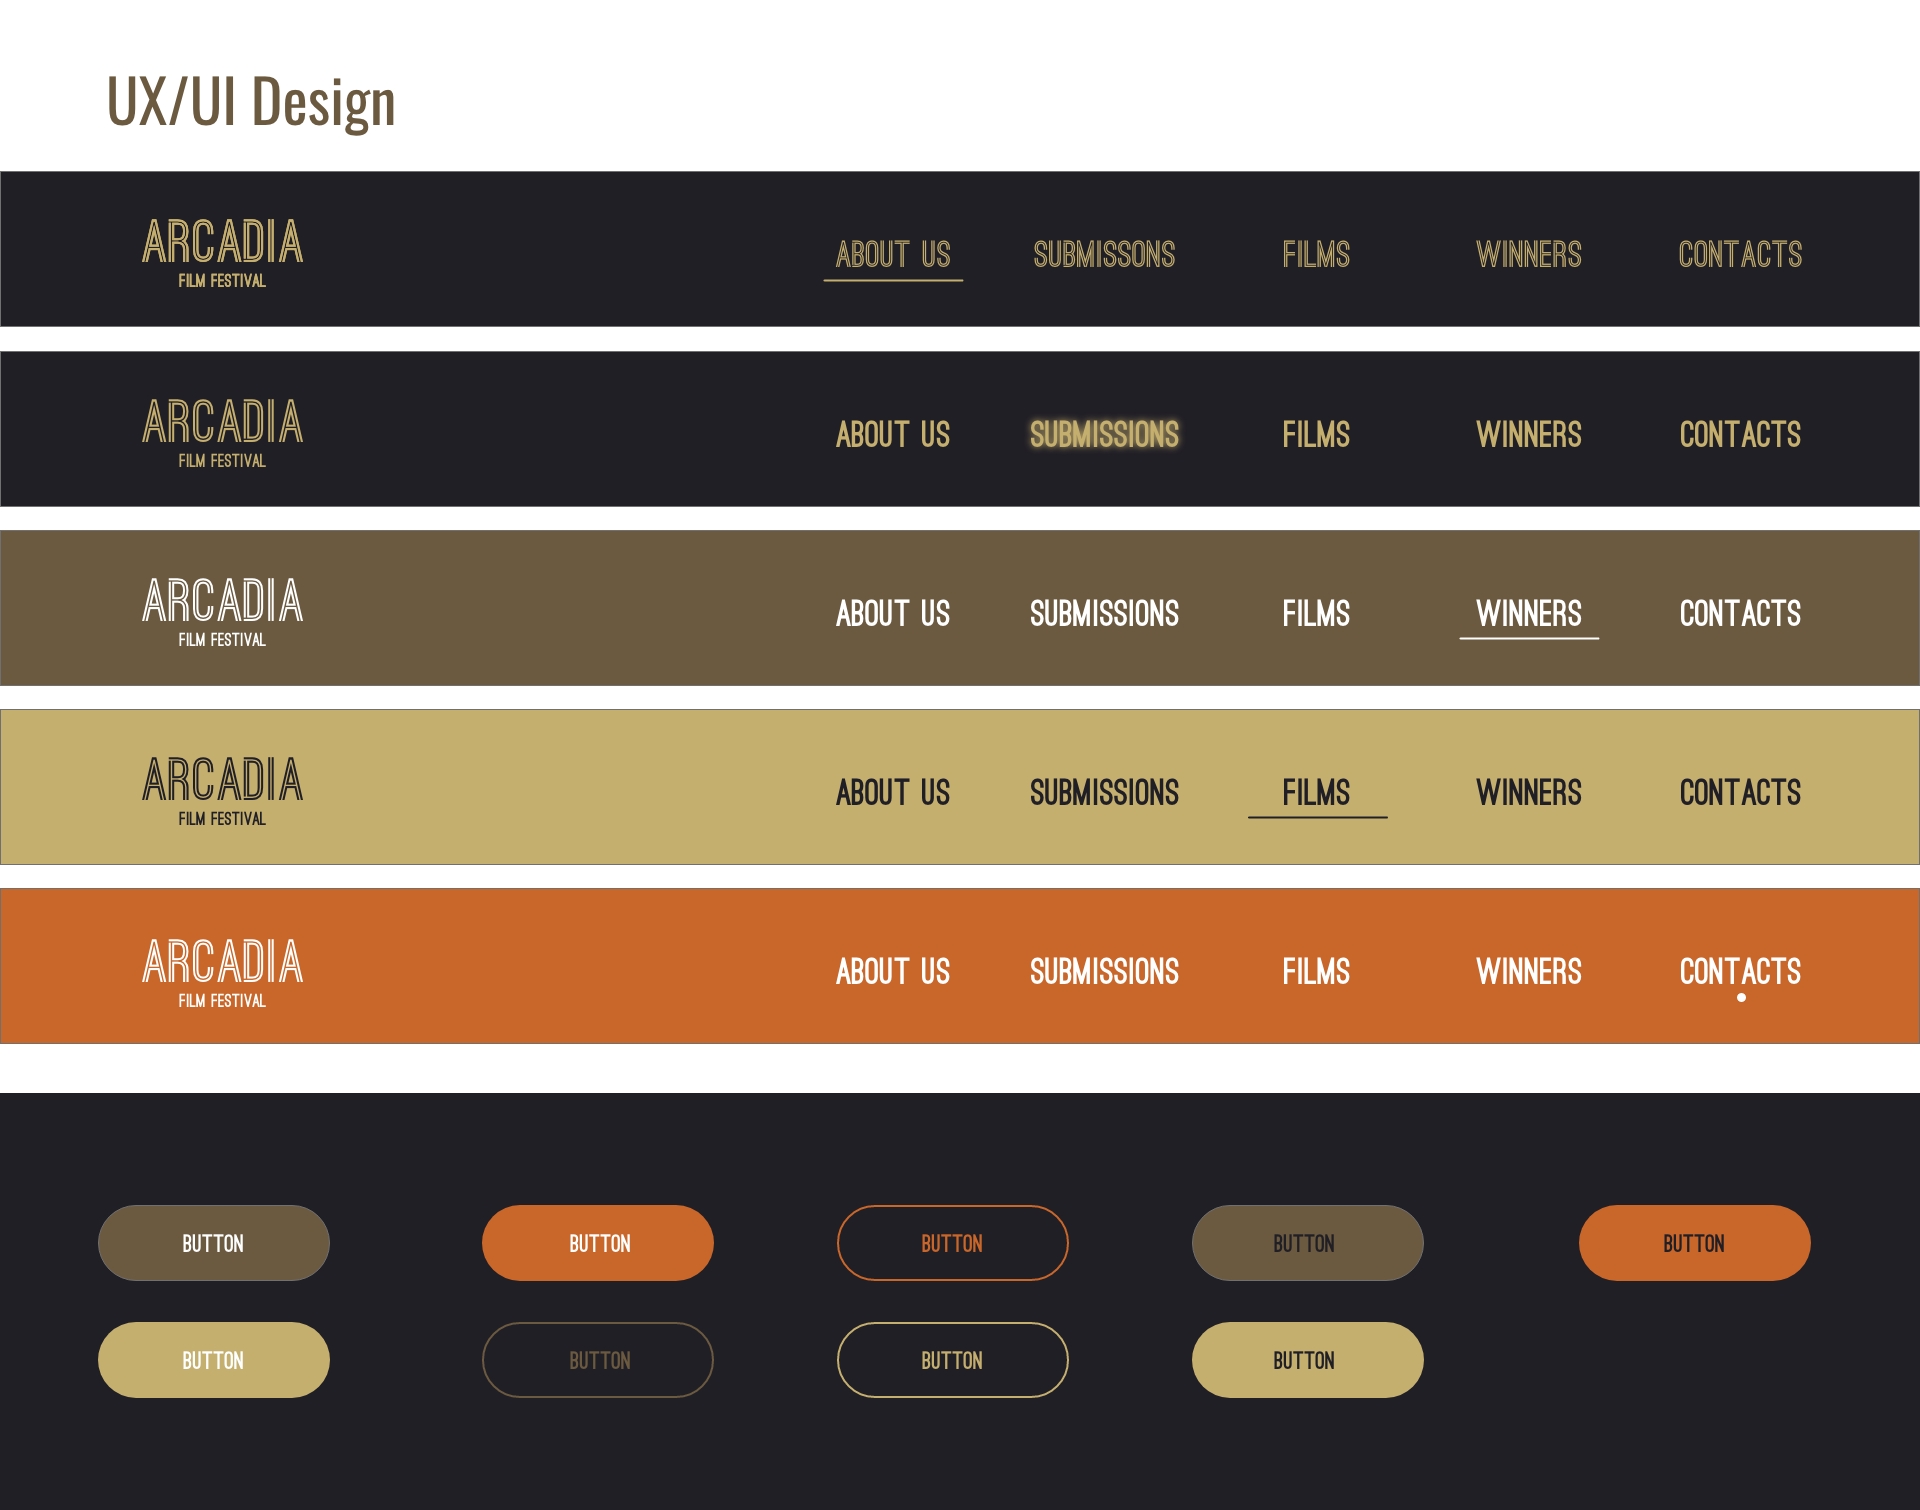 UX/UI Design
ARCADIA
FILM FESTIVAL
ABOUT US SUBMISSONS FILMS WINNERS CONTACTS
ARCADIA
FILM FESTIVAL
ABOUT US SUBMISSIONS FILMS WINNERS CONTACTS
ARCADIA
FILM FESTIVAL
ABOUT US SUBMISSIONS FILMS WINNERS CONTACTS
ARCADIA
FILM FESTIVAL
ABOUT US SUBMISSIONS FILMS WINNERS CONTACTS
ARCADIA
FILM FESTIVAL
ABOUT US SUBMISSIONS FILMS WINNERS CONTACTS
BUTTON BUTTON BUTTON BUTTON BUTTON
BUTTON BUTTON BUTTON BUTTON